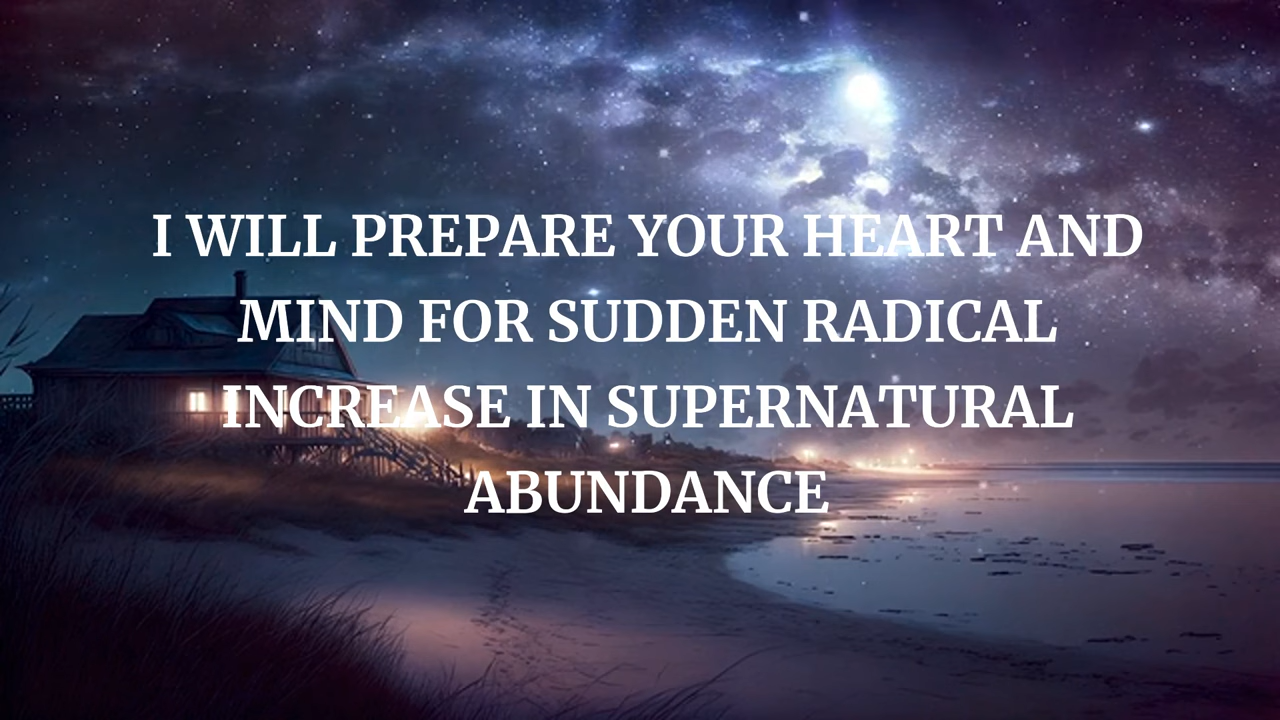 I WILL PREPARE YOUR HEART AND
MIND FOR SUDDEN RADICAL
INCREASE IN SUPERNATURAL
ABUNDANCE